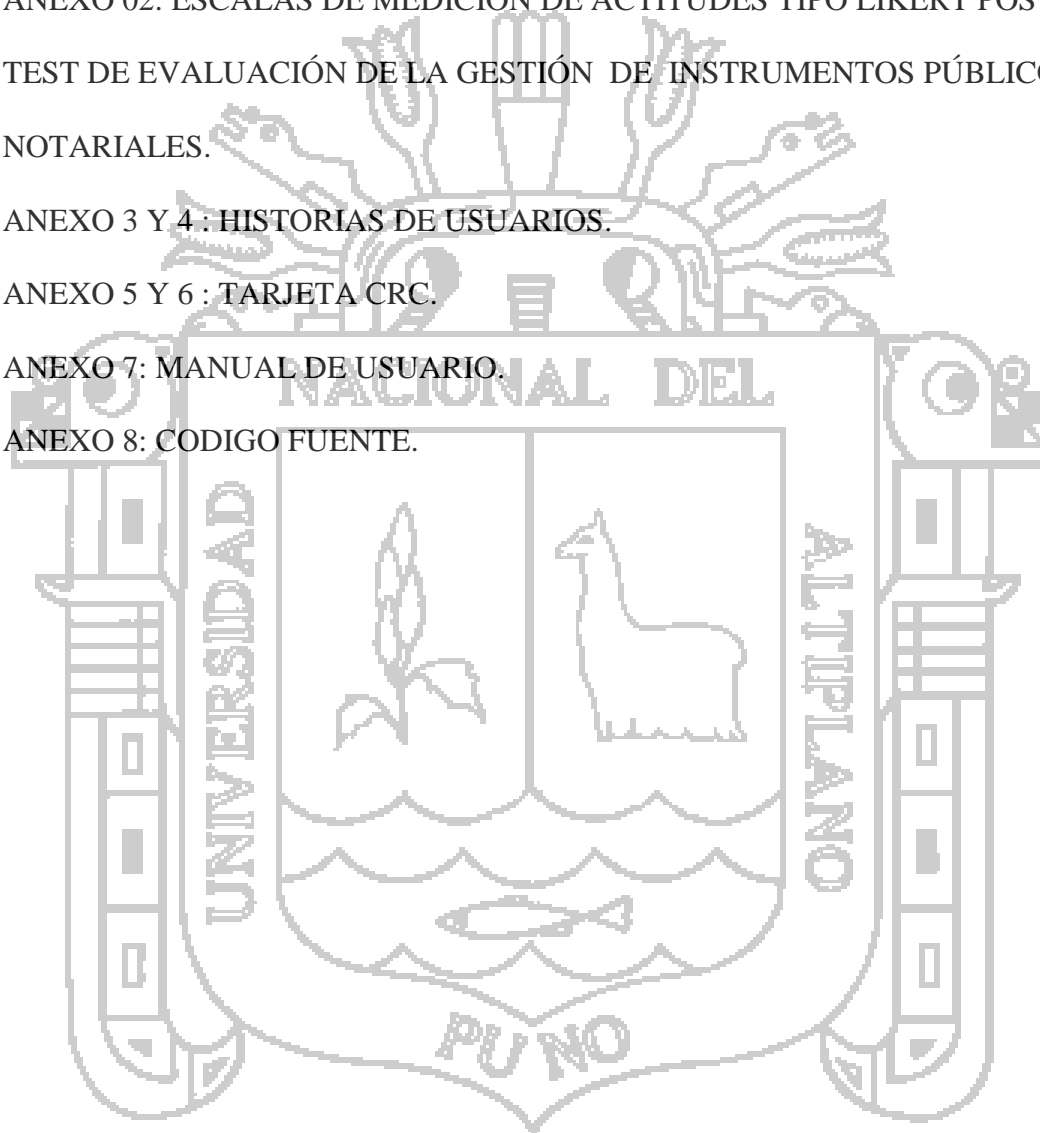 ANEXO 02: ESCALAS DE MEDICIÓN DE ACTITUDES TIPO LIKERT POS
TEST DE EVALUACIÓN DE LA GESTIÓN DE INSTRUMENTOS PÚBLICO
NOTARIALES.
ANEXO 3 Y 4 : HISTORIAS DE USUARIOS.
ANEXO 5 Y 6 : TARJETA CRC.
ANEXO 7: MANUAL DE USUARIO.
ANEXO 8: CODIGO FUENTE.
NACIONAL DEL
UNIVERSIDAD
ALTIPLANO
PUNO